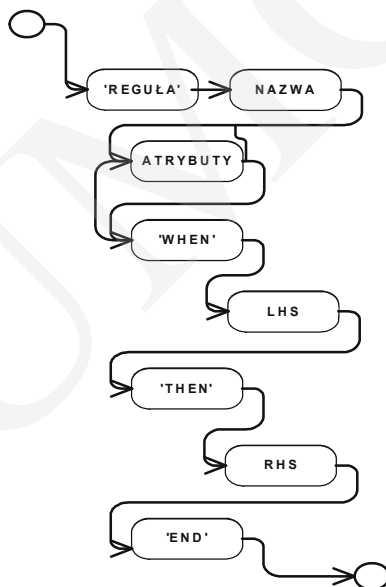 'REGUŁA' NAZWA
ATRYBUTY
'WHEN'
LHS
'THEN'
RHS
'END'